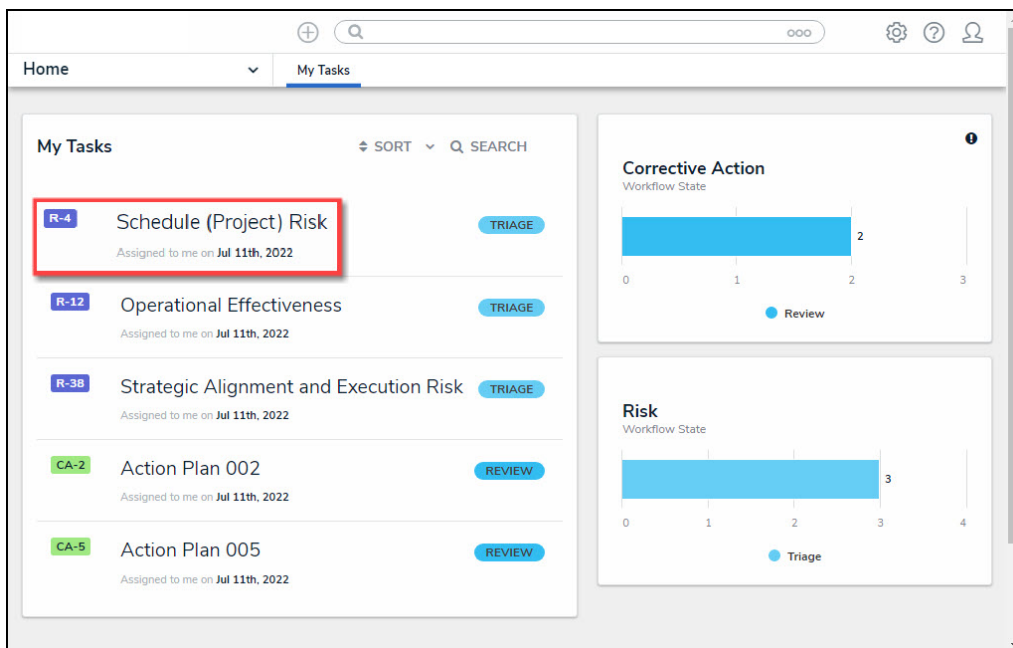 Home
My Tasks
My Tasks
SORT
SEARCH
R-4
Schedule (Project) Risk
TRIAGE
Assigned to me on Jul 11th, 2022
R-12
Operational Effectiveness
TRIAGE
Assigned to me on Jul 11th, 2022
R-38
Strategic Alignment and Execution Risk
TRIAGE
Assigned to me on Jul 11th, 2022
CA-2
Action Plan 002
REVIEW
Assigned to me on Jul 11th, 2022
CA-5
Action Plan 005
REVIEW
Assigned to me on Jul 11th, 2022
Corrective Action
Workflow State
2
0 1 2 3
Review
Risk
Workflow State
3
0 1 2 3 4
Triage